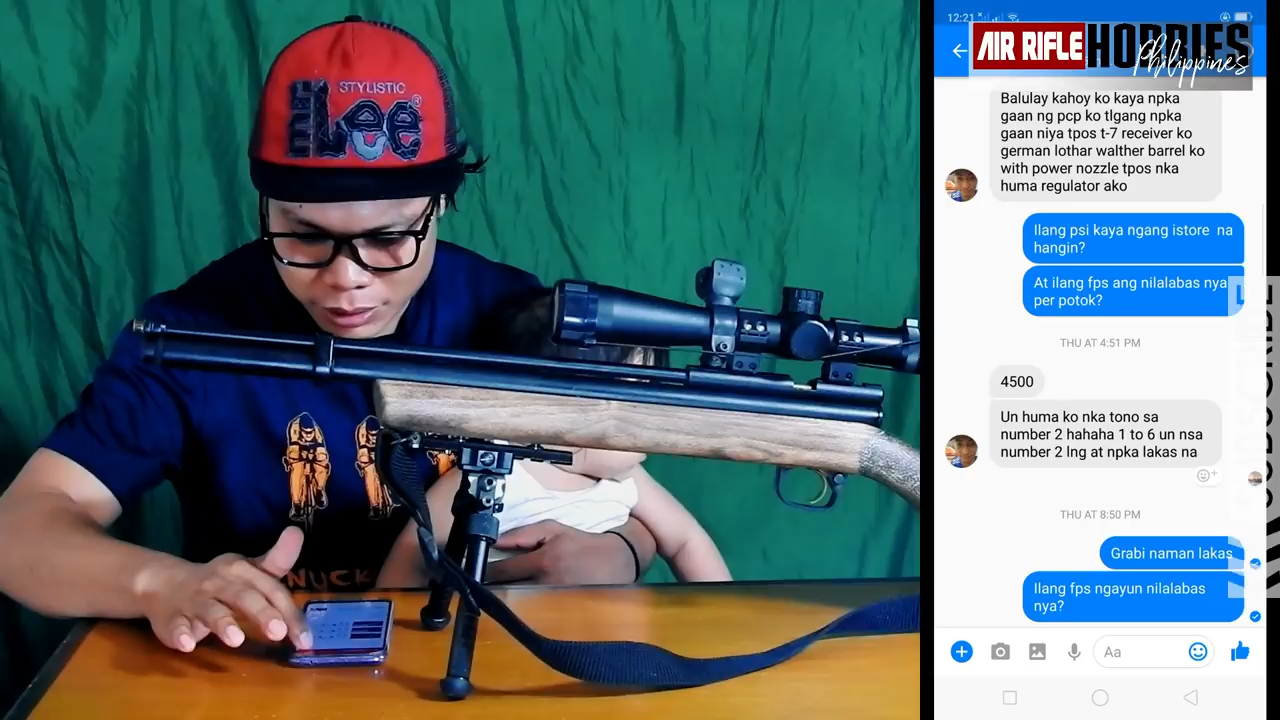 STYLISTIC
Lee
NUCK
12:21
AIR RIFLE HOBBIES
Philippines
Balulay kahoy ko kaya npka
gaan ng pcp ko tlgang npka
gaan niya tpos t-7 receiver ko
german lothar walther barrel ko
with power nozzle tpos nka
huma regulator ako
Ilang psi kaya ngang istore na
hangin?
At ilang fps ang nilalabas nya
per potok?
THU AT 4:51 PM
4500
Un huma ko nka tono sa
number 2 hahaha 1 to 6 un nsa
number 2 lng at npka lakas na
THU AT 8:50 PM
Grabi naman lakas
Ilang fps ngayun nilalabas
nya?
Aa
SUBSCRIBE